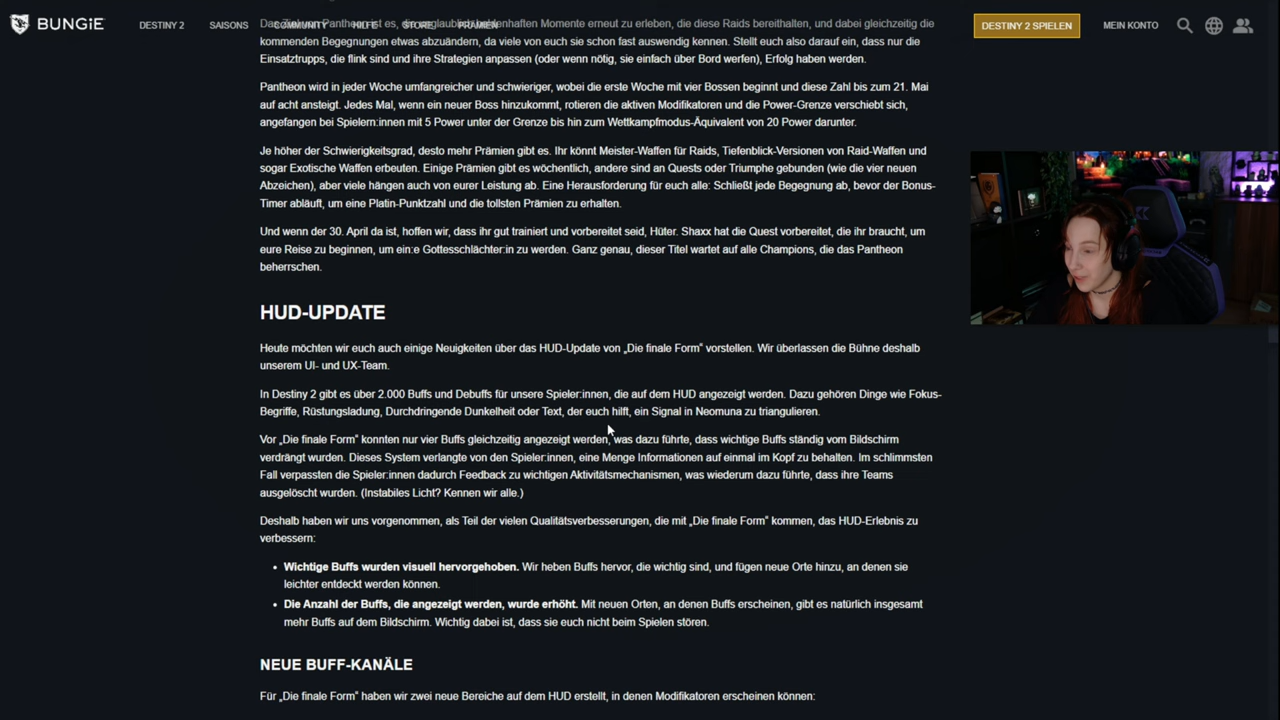 BUNGiE
DESTINY 2
SAISONS
COMMUNITY
HILFE
STORE
PRÄMIEN
DESTINY 2 SPIELEN
MEIN KONTO
Pantheon ist es, haften Momente erneut zu erleben, die diese Raids bereithalten, und dabei gleichzeitig die
kommenden Begegnungen etwas abzuändern, da viele von euch sie schon fast auswendig kennen. Stellt euch also darauf ein, dass nur die
Einsatztrupps, die flink sind und ihre Strategien anpassen (oder wenn nötig, sie einfach über Bord werfen), Erfolg haben werden.
Pantheon wird in jeder Woche umfangreicher und schwieriger, wobei die erste Woche mit vier Bossen beginnt und diese Zahl bis zum 21. Mai
auf acht ansteigt. Jedes Mal, wenn ein neuer Boss hinzukommt, rotieren die aktiven Modifikatoren und die Power-Grenze verschiebt sich,
angefangen bei Spielern:innen mit 5 Power unter der Grenze bis hin zum Wettkampfmodus-Äquivalent von 20 Power darunter.
Je höher der Schwierigkeitsgrad, desto mehr Prämien gibt es. Ihr könnt Meister-Waffen für Raids, Tiefenblick-Versionen von Raid-Waffen und
sogar Exotische Waffen erbeuten. Einige Prämien gibt es wöchentlich, andere sind an Quests oder Triumphe gebunden (wie die vier neuen
Abzeichen), aber viele hängen auch von eurer Leistung ab. Eine Herausforderung für euch alle: Schließt jede Begegnung ab, bevor der Bonus-
Timer abläuft, um eine Platin-Punktzahl und die tollsten Prämien zu erhalten.
Und wenn der 30. April da ist, hoffen wir, dass ihr gut trainiert und vorbereitet seid, Hüter. Shaxx hat die Quest vorbereitet, die ihr braucht, um
eure Reise zu beginnen, um ein:e Gottesschlächter:in zu werden. Ganz genau, dieser Titel wartet auf alle Champions, die das Pantheon
beherrschen.
HUD-UPDATE
Heute möchten wir euch auch einige Neuigkeiten über das HUD-Update von „Die finale Form“ vorstellen. Wir überlassen die Bühne deshalb
unserem UI- und UX-Team.
In Destiny 2 gibt es über 2.000 Buffs und Debuffs für unsere Spieler:innen, die auf dem HUD angezeigt werden. Dazu gehören Dinge wie Fokus-
Begriffe, Rüstungsladung, Durchdringende Dunkelheit oder Text, der euch hilft, ein Signal in Neomuna zu triangulieren.
Vor „Die finale Form“ konnten nur vier Buffs gleichzeitig angezeigt werden, was dazu führte, dass wichtige Buffs ständig vom Bildschirm
verdrängt wurden. Dieses System verlangte von den Spieler:innen, eine Menge Informationen auf einmal im Kopf zu behalten. Im schlimmsten
Fall verpassten die Spieler:innen dadurch Feedback zu wichtigen Aktivitätsmechanismen, was wiederum dazu führte, dass ihre Teams
ausgelöscht wurden. (Instabiles Licht? Kennen wir alle.)
Deshalb haben wir uns vorgenommen, als Teil der vielen Qualitätsverbesserungen, die mit „Die finale Form“ kommen, das HUD-Erlebnis zu
verbessern:
• Wichtige Buffs wurden visuell hervorgehoben. Wir heben Buffs hervor, die wichtig sind, und fügen neue Orte hinzu, an denen sie
leichter entdeckt werden können.
• Die Anzahl der Buffs, die angezeigt werden, wurde erhöht. Mit neuen Orten, an denen Buffs erscheinen, gibt es natürlich insgesamt
mehr Buffs auf dem Bildschirm. Wichtig dabei ist, dass sie euch nicht beim Spielen stören.
NEUE BUFF-KANÄLE
Für „Die finale Form“ haben wir zwei neue Bereiche auf dem HUD erstellt, in denen Modifikatoren erscheinen können: